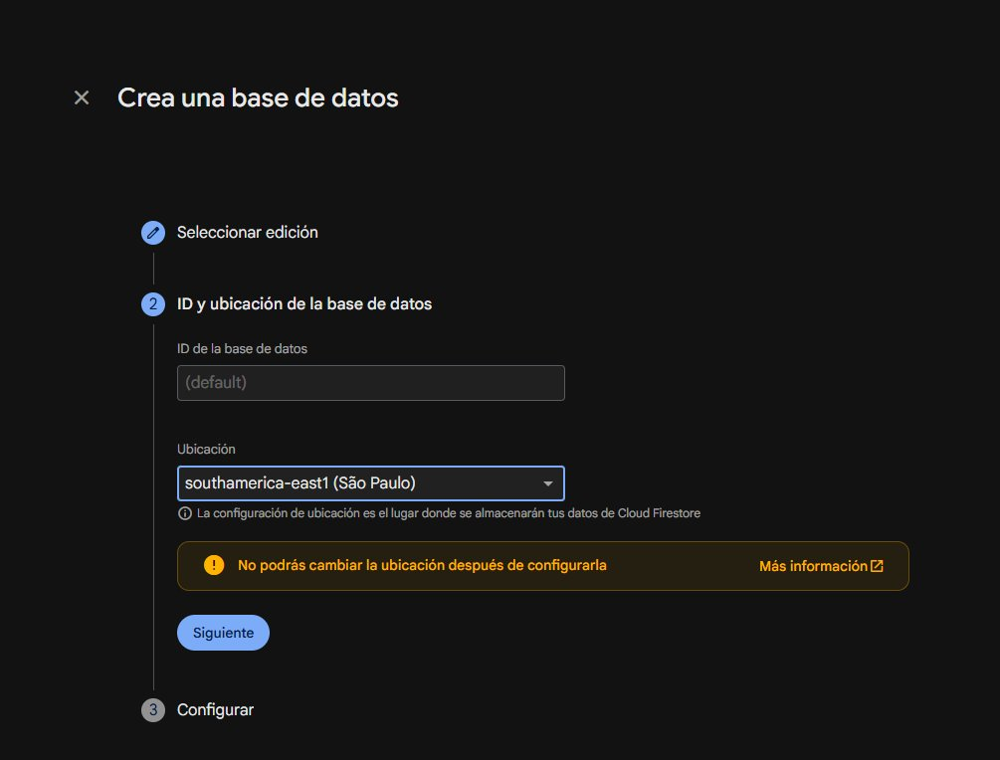 Crea una base de datos
Seleccionar edición
2 ID y ubicación de la base de datos
ID de la base de datos
(default)
Ubicación
southamerica-east1 (São Paulo)
La configuración de ubicación es el lugar donde se almacenarán tus datos de Cloud Firestore
No podrás cambiar la ubicación después de configurarla Más información
Siguiente
3 Configurar